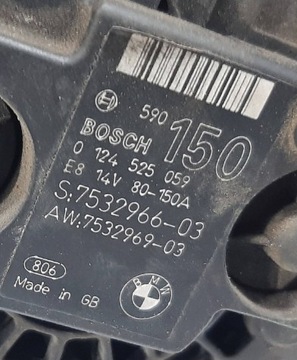 590
BOSCH 150
0 124 525 059
E8 14V 80-150A
S:7532966-03
AW:7532969-03
806
Made in GB
BMW